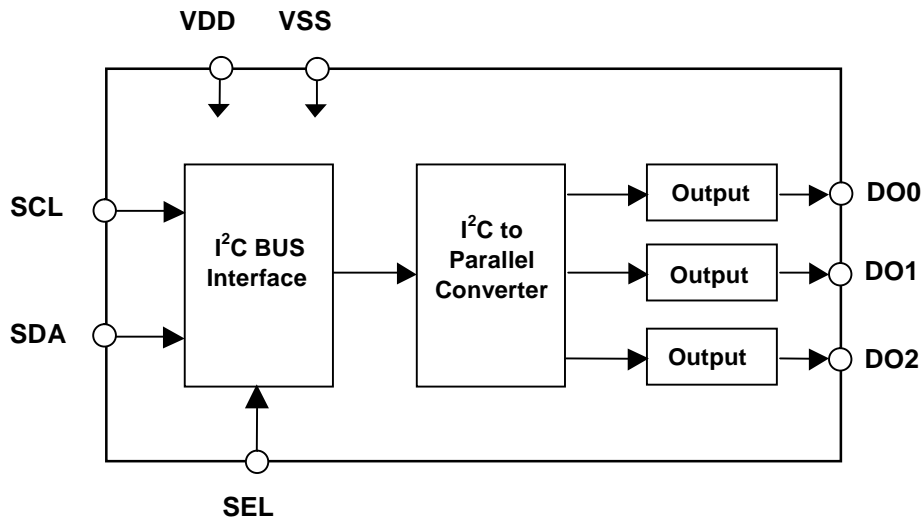 VDD
VSS
SCL
SDA
I²C BUS
Interface
I²C to
Parallel
Converter
Output
Output
Output
DO0
DO1
DO2
SEL